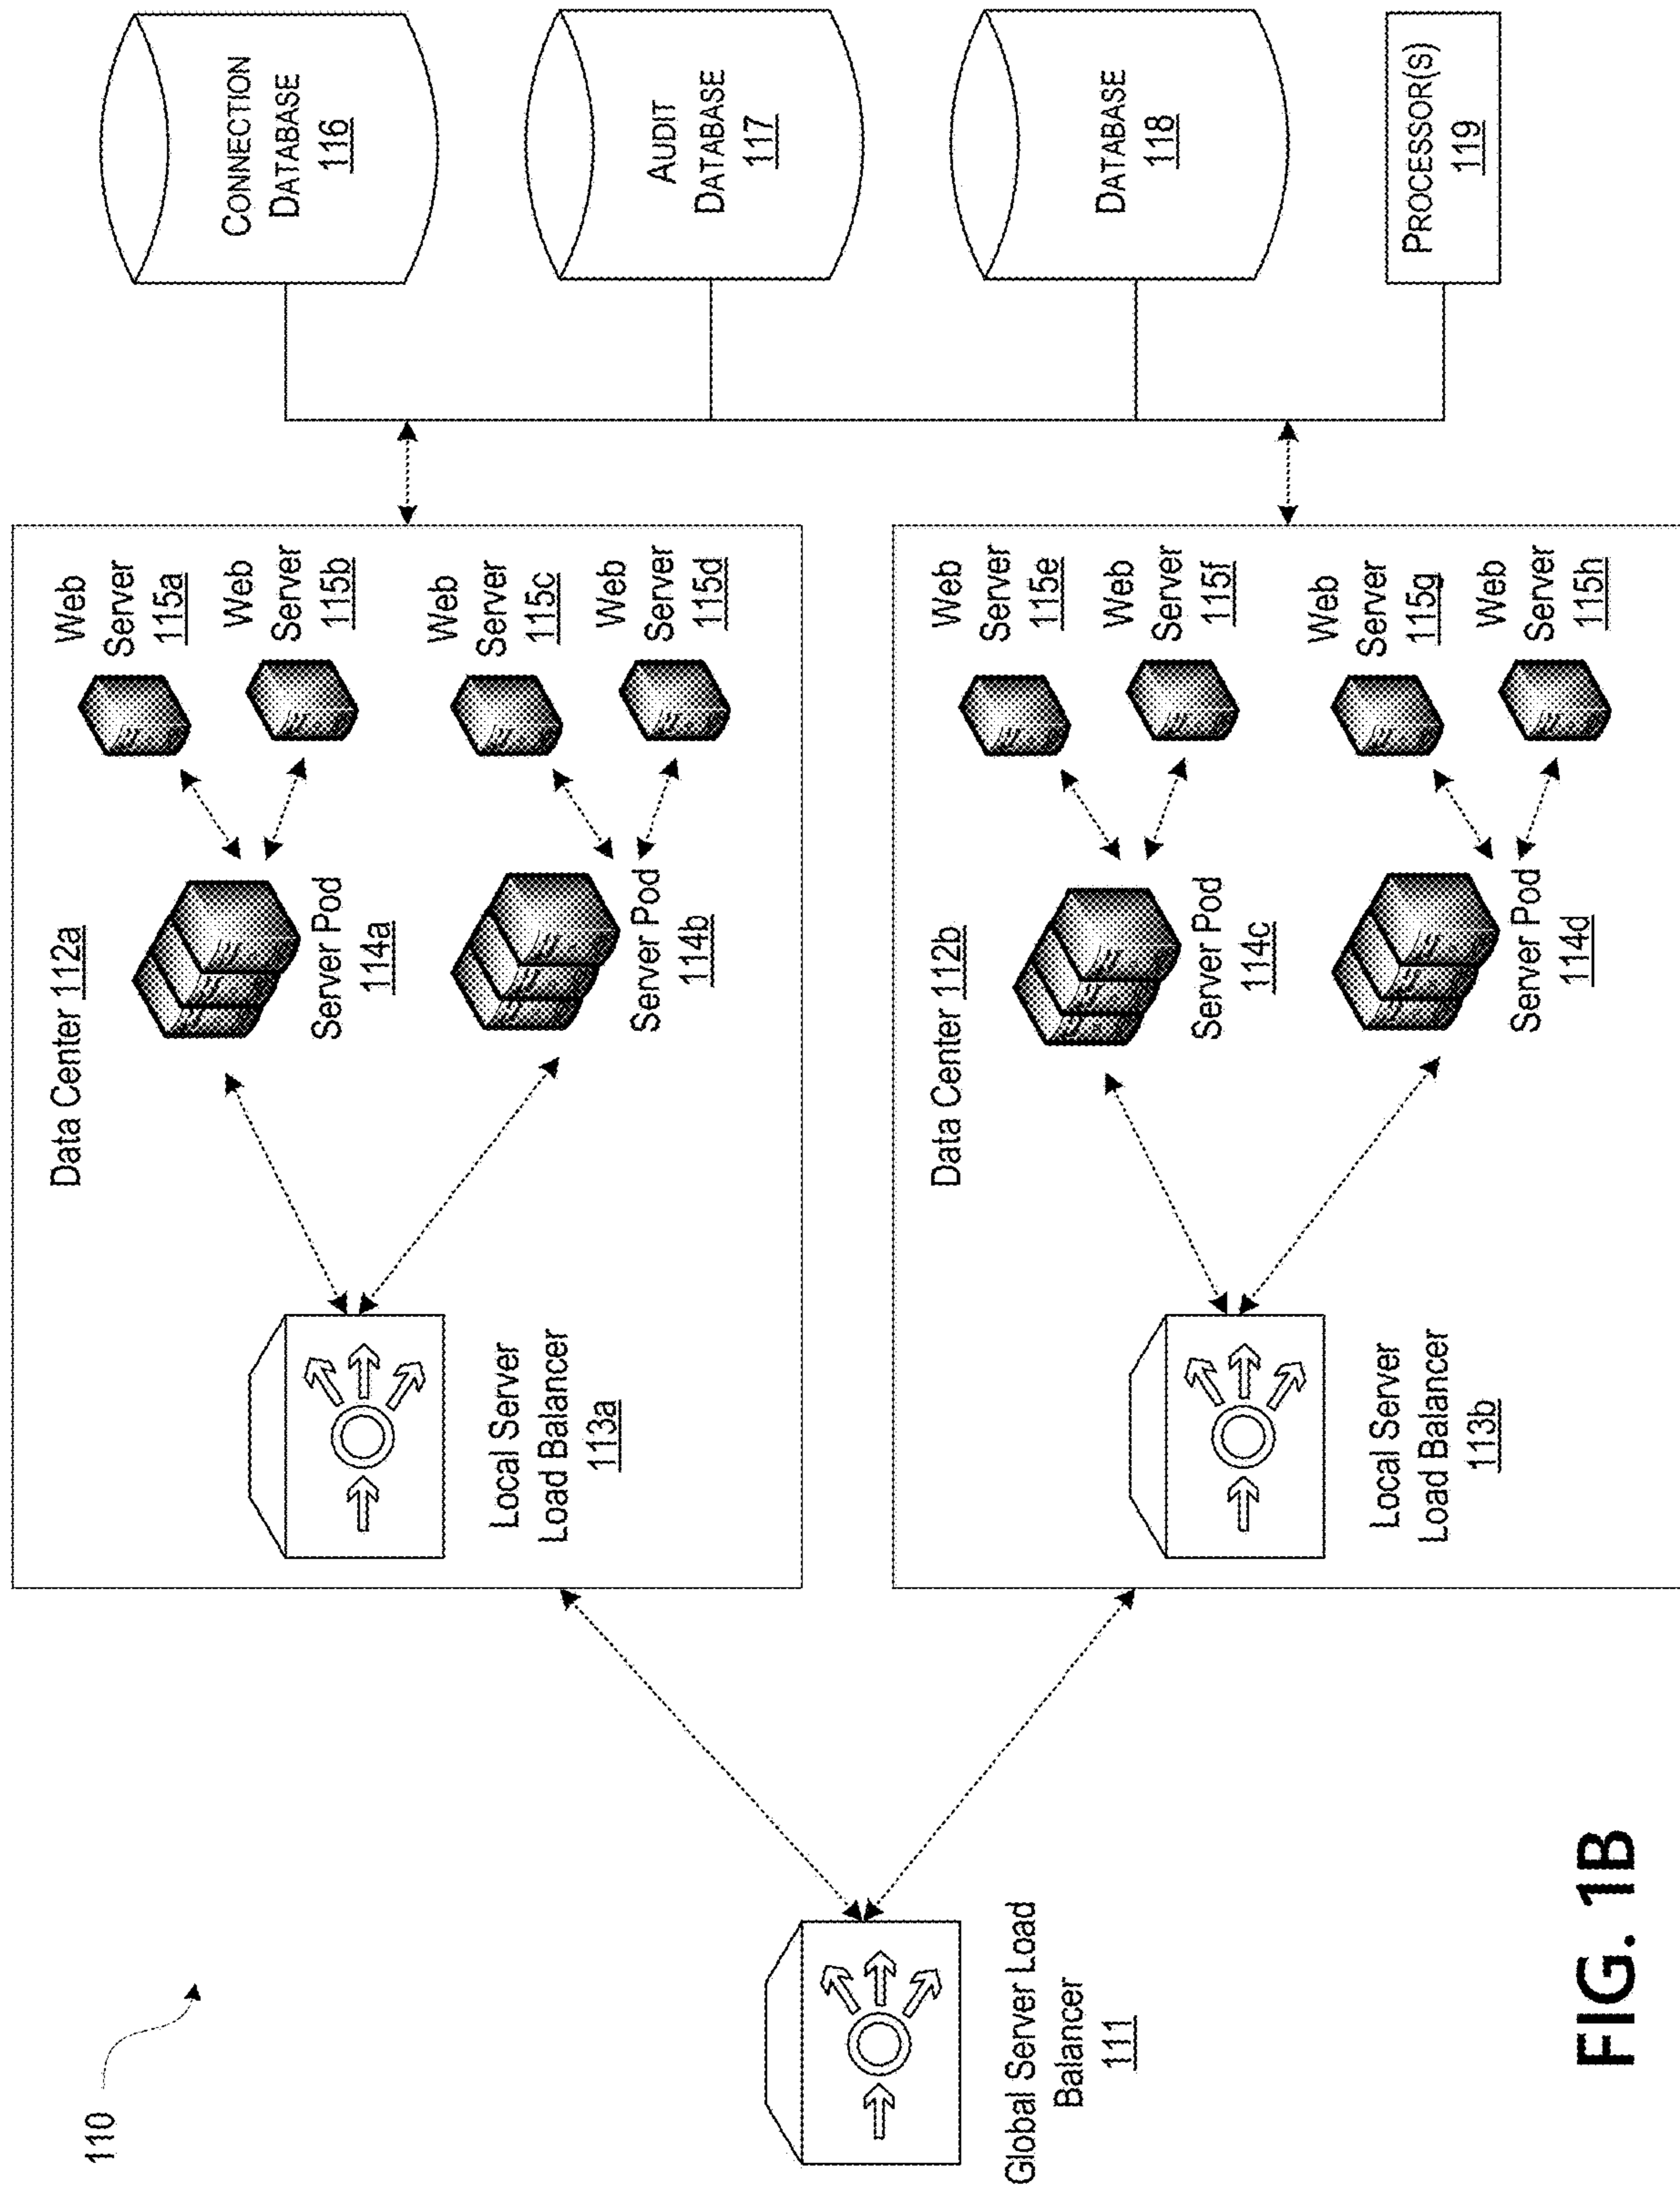 110
Global Server Load
Balancer
111
Data Center 112a
Local Server
Load Balancer
113a
Server Pod
114a
Server Pod
114b
Web
Server
115a
Web
Server
115b
Web
Server
115c
Web
Server
115d
Data Center 112b
Local Server
Load Balancer
113b
Server Pod
114c
Server Pod
114d
Web
Server
115e
Web
Server
115f
Web
Server
115g
Web
Server
115h
CONNECTION
DATABASE
116
AUDIT
DATABASE
117
DATABASE
118
PROCESSOR(S)
119
FIG. 1B